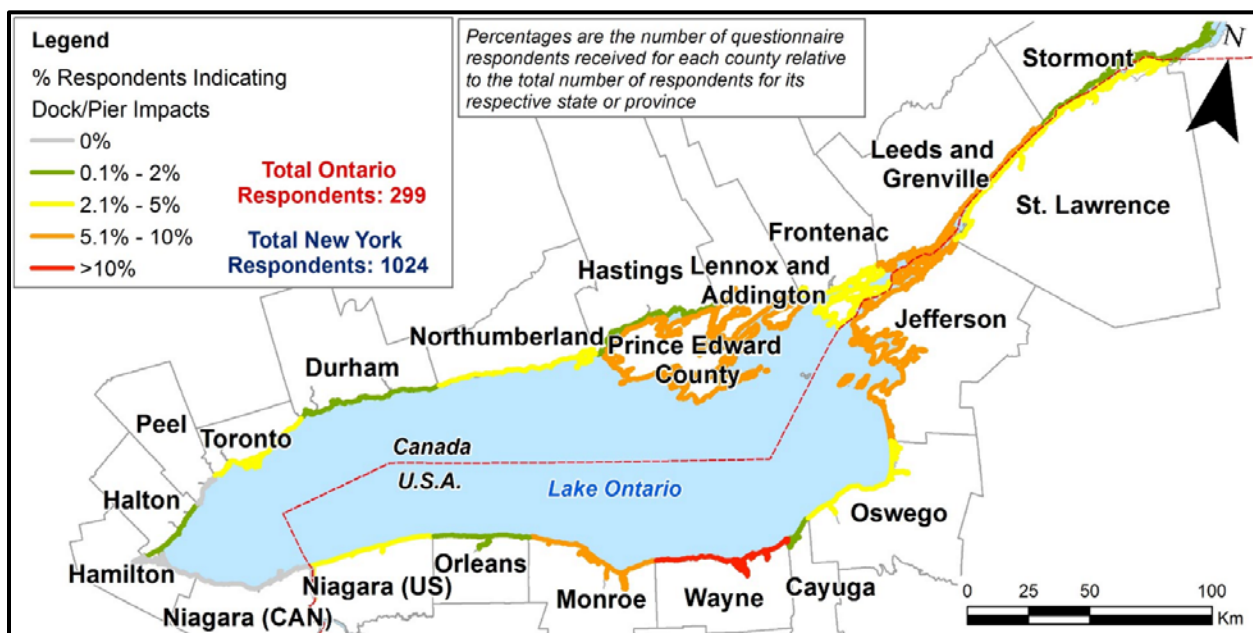 Legend
% Respondents Indicating
Dock/Pier Impacts
0%
0.1% - 2%
2.1% - 5%
5.1% - 10%
>10%
Total Ontario
Respondents: 299
Total New York
Respondents: 1024
Percentages are the number of questionnaire
respondents received for each county relative
to the total number of respondents for its
respective state or province
N
Stormont
Leeds and
Grenville
St. Lawrence
Frontenac
Hastings
Lennox and
Addington
Jefferson
Northumberland
Prince Edward
County
Durham
Peel
Toronto
Canada
U.S.A.
Lake Ontario
Halton
Oswego
Hamilton
Niagara (US)
Orleans
Cayuga
Niagara (CAN)
Monroe
Wayne
0 25 50 100
Km